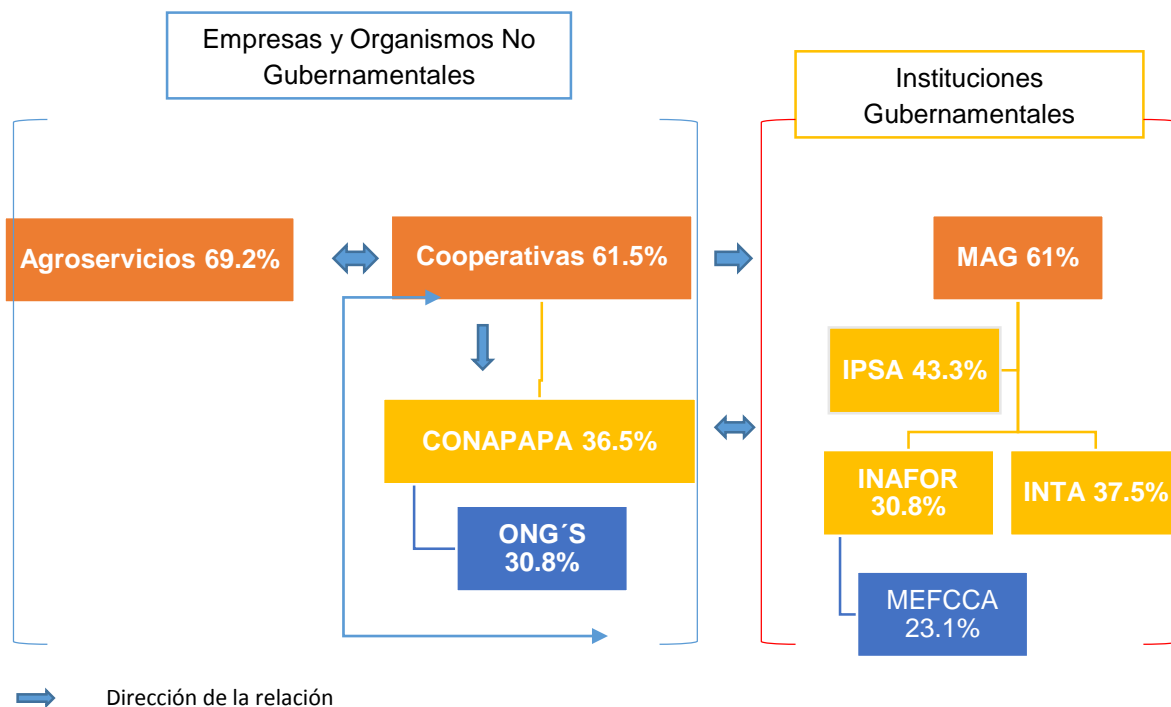 Empresas y Organismos No
Gubernamentales
Instituciones
Gubernamentales
Agroservicios 69.2%
Cooperativas 61.5%
MAG 61%
IPSA 43.3%
CONAPAPA 36.5%
INAFOR
30.8%
INTA 37.5%
ONG´S
30.8%
MEFCCA
23.1%
Dirección de la relación